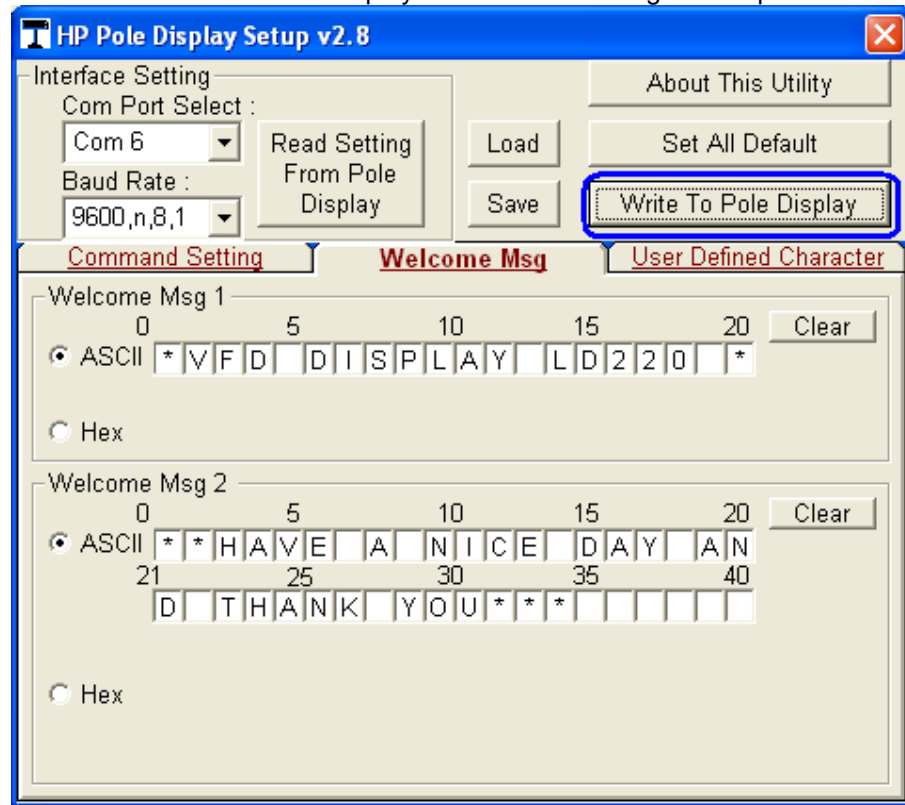 HP Pole Display Setup v2.8
Interface Setting
About This Utility
Com Port Select :
Com 6
Read Setting From Pole Display
Load
Set All Default
Baud Rate :
9600,n,8,1
Save
Write To Pole Display
Command Setting
Welcome Msg
User Defined Character
Welcome Msg 1
0 5 10 15 20
Clear
ASCII *VFD DISPLAY LD220 *
Hex
Welcome Msg 2
0 5 10 15 20
Clear
ASCII **HAVE A NICE DAY AN
21 25 30 35 40
D THANK YOU***
Hex